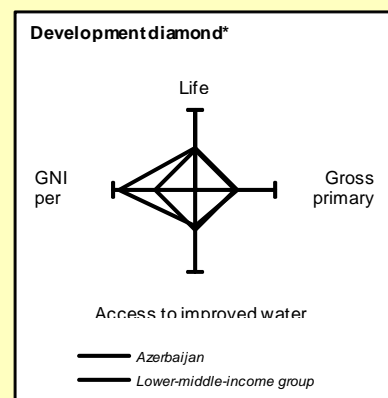 Development diamond*
Life
GNI
per
Gross
primary
Access to improved water
Azerbaijan
Lower-middle-income group